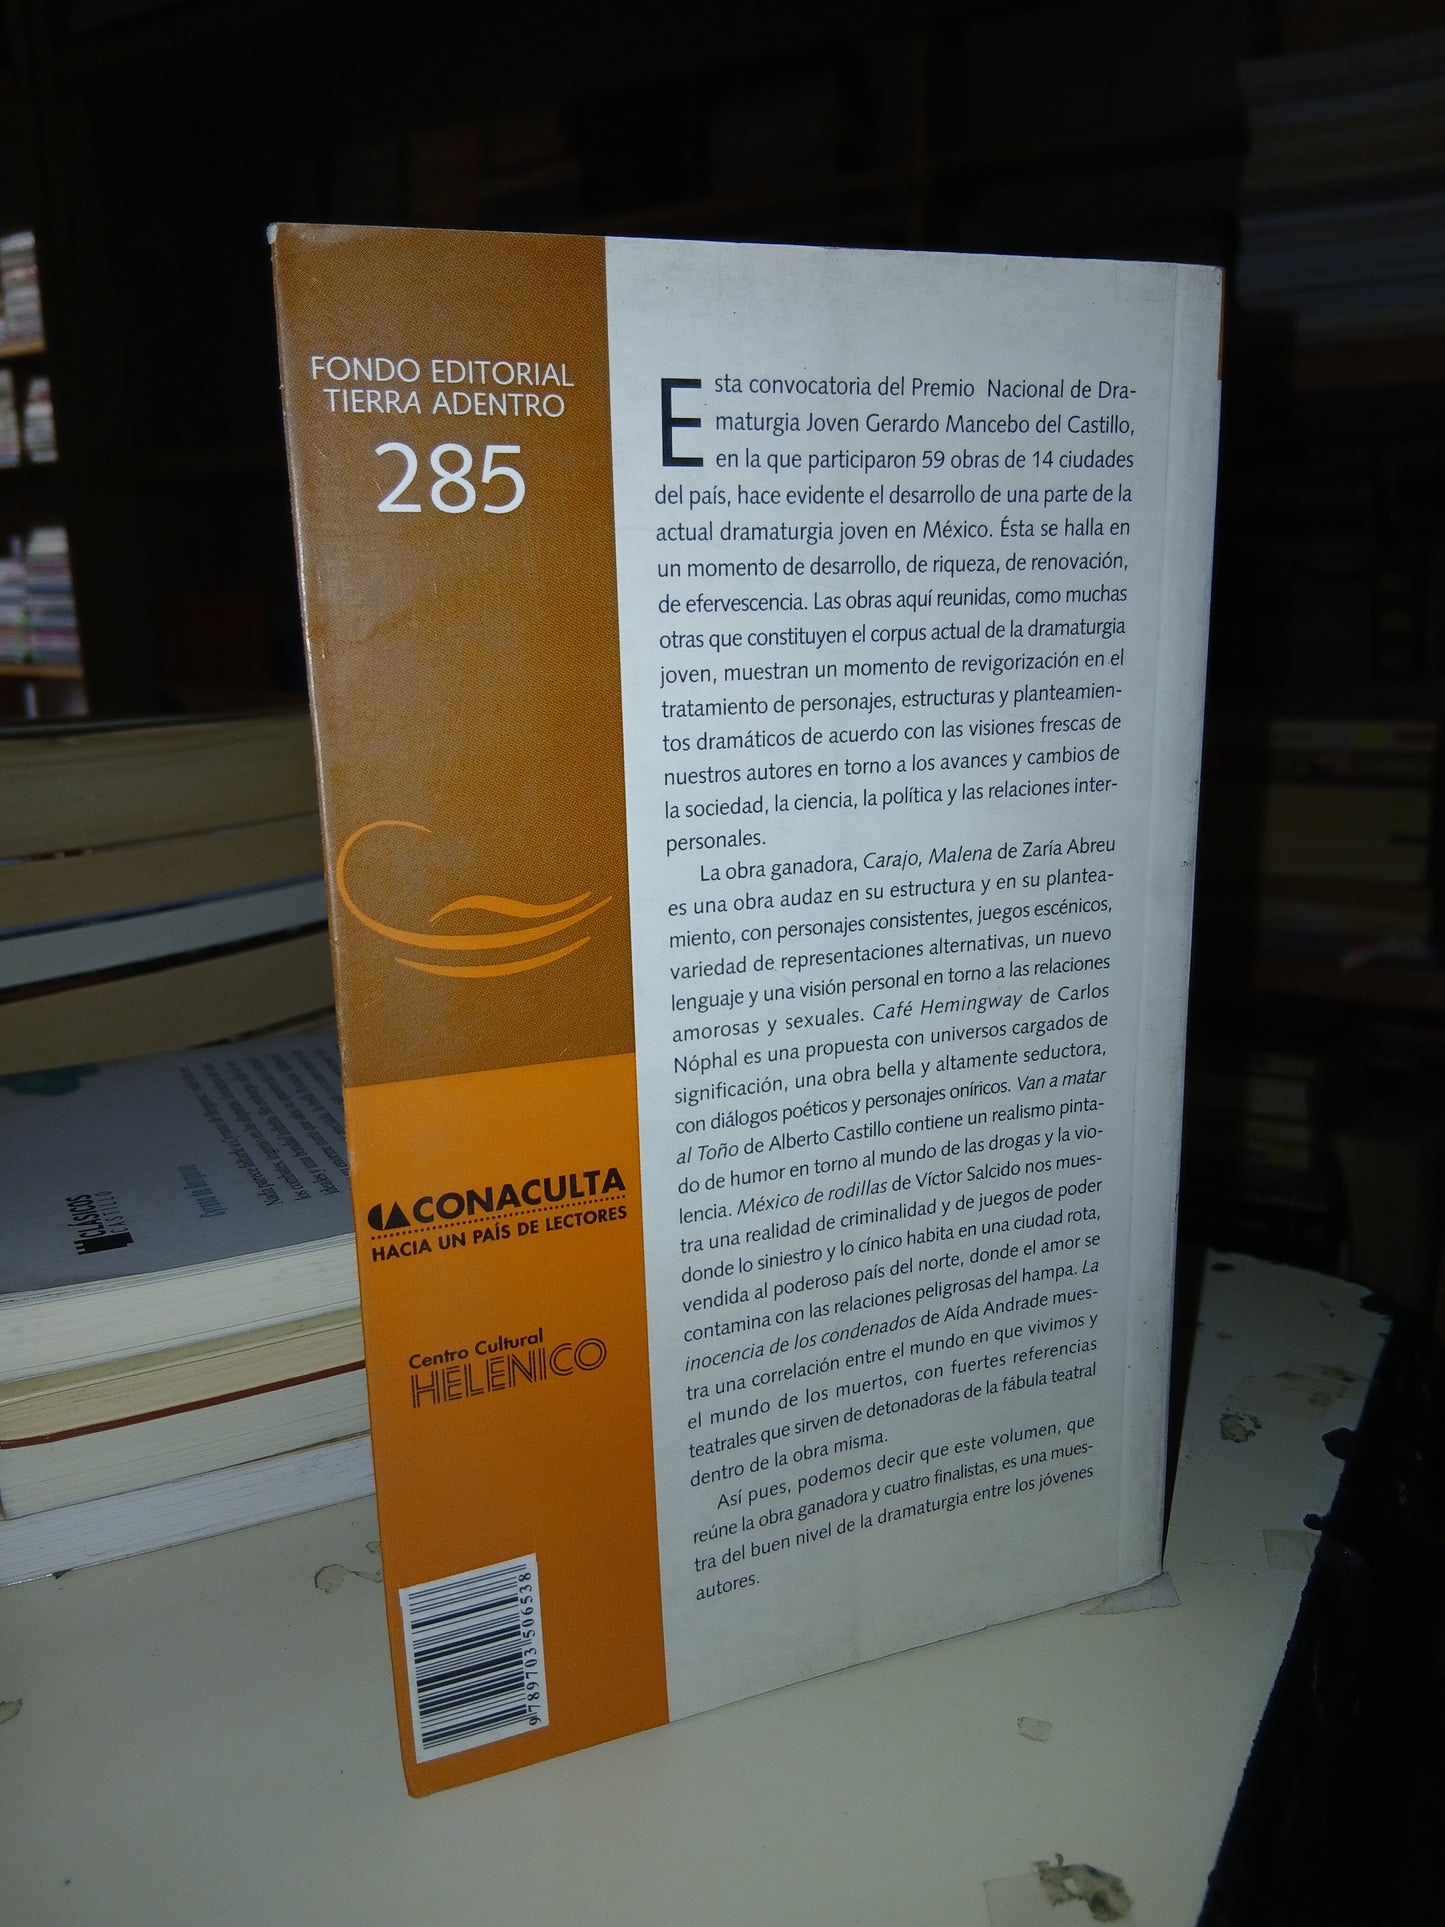 FONDO EDITORIAL
TIERRA ADENTRO
285
CONACULTA
HACIA UN PAÍS DE LECTORES
Centro Cultural
HELENICO
9789703506538
Esta convocatoria del Premio Nacional de Dra-
maturgia Joven Gerardo Mancebo del Castillo,
en la que participaron 59 obras de 14 ciudades
del país, hace evidente el desarrollo de una parte de la
actual dramaturgia joven en México. Ésta se halla en
un momento de desarrollo, de riqueza, de renovación,
de efervescencia. Las obras aquí reunidas, como muchas
otras que constituyen el corpus actual de la dramaturgia
joven, muestran un momento de revigorización en el
tratamiento de personajes, estructuras y planteamien-
tos dramáticos de acuerdo con las visiones frescas de
nuestros autores en torno a los avances y cambios de
la sociedad, la ciencia, la política y las relaciones inter-
personales.
La obra ganadora, Carajo, Malena de Zaría Abreu
es una obra audaz en su estructura y en su plantea-
miento, con personajes consistentes, juegos escénicos,
variedad de representaciones alternativas, un nuevo
lenguaje y una visión personal en torno a las relaciones
amorosas y sexuales. Café Hemingway de Carlos
Nóphal es una propuesta con universos cargados de
significación, una obra bella y altamente seductora,
con diálogos poéticos y personajes oníricos. Van a matar
al Toño de Alberto Castillo contiene un realismo pinta-
do de humor en torno al mundo de las drogas y la vio-
lencia. México de rodillas de Víctor Salcido nos mues-
tra una realidad de criminalidad y de juegos de poder
donde lo siniestro y lo cínico habita en una ciudad rota,
vendida al poderoso país del norte, donde el amor se
contamina con las relaciones peligrosas del hampa. La
inocencia de los condenados de Aída Andrade mues-
tra una correlación entre el mundo en que vivimos y
el mundo de los muertos, con fuertes referencias
teatrales que sirven de detonadoras de la fábula teatral
dentro de la obra misma.
Así pues, podemos decir que este volumen, que
reúne la obra ganadora y cuatro finalistas, es una mues-
tra del buen nivel de la dramaturgia entre los jóvenes
autores.
CLÁSICOS
CASTILLO